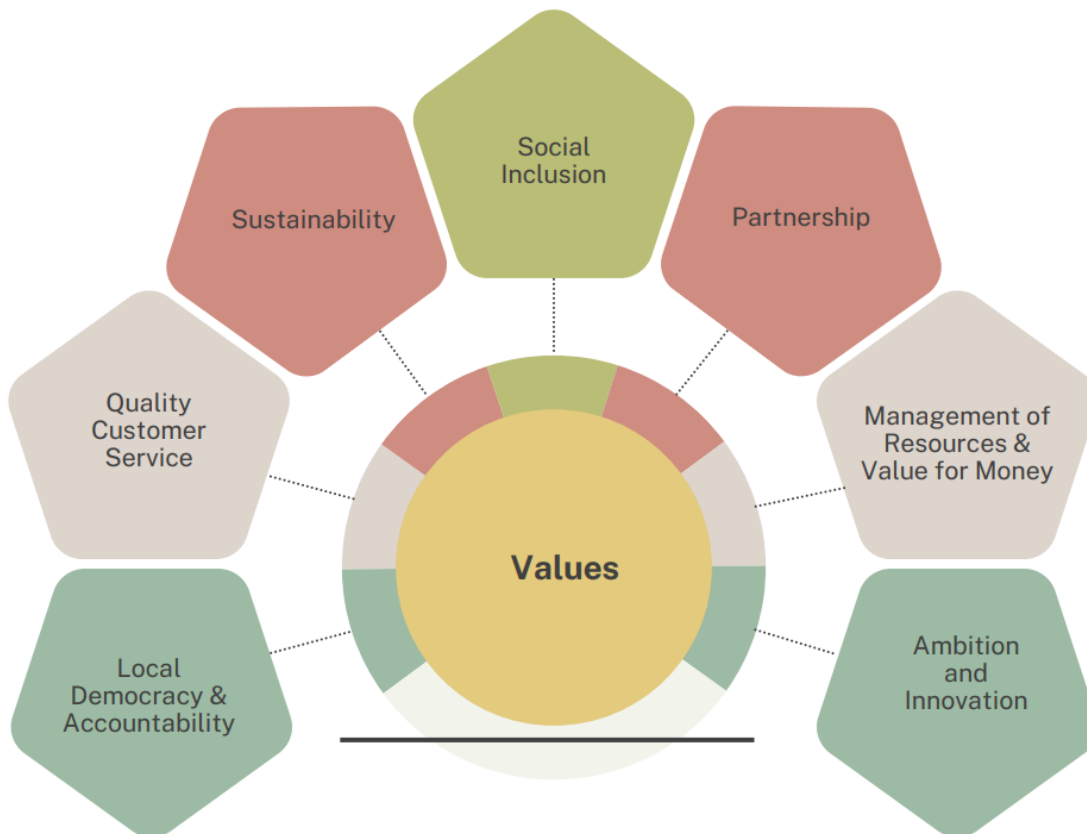 Social
Inclusion
Sustainability
Partnership
Quality
Customer
Service
Management of
Resources &
Value for Money
Values
Local
Democracy &
Accountability
Ambition
and
Innovation